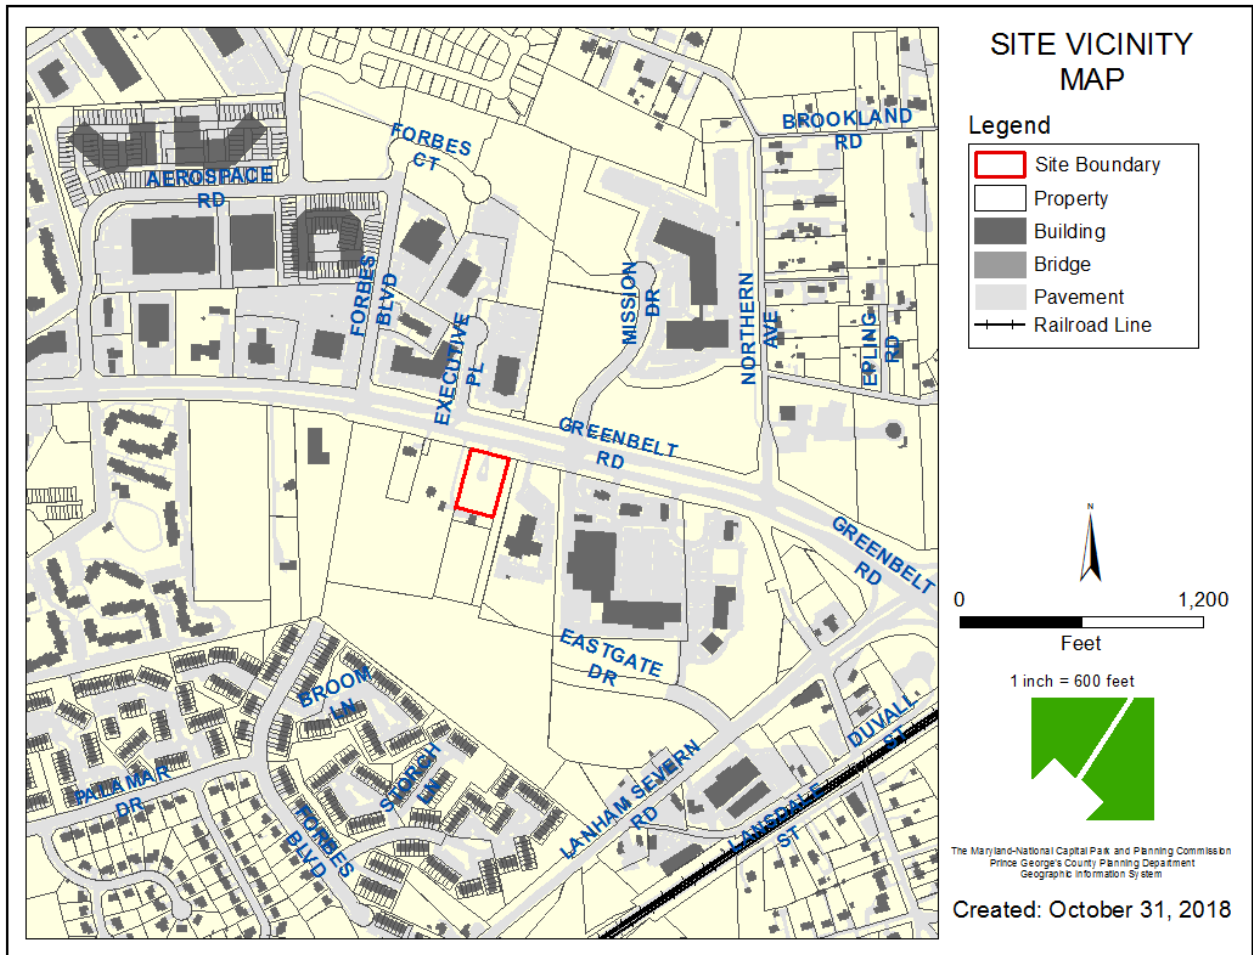 SITE VICINITY
MAP
Legend
Site Boundary
Property
Building
Bridge
Pavement
Railroad Line
N
0 1,200
Feet
1 inch = 600 feet
The Maryland-National Capital Park and Planning Commission
Prince George's County Planning Department
Geographic Information System
Created: October 31, 2018
BROOKLAND
RD
FORBES
CT
AEROSPACE
RD
FORBES
BLVD
EXECUTIVE
PL
MISSION
DR
NORTHERN
AVE
EPLING
RD
GREENBELT
RD
GREENBELT
RD
EASTGATE
DR
BROOM
LN
STORCH
LN
PALAMAR
DR
FORBES
BLVD
LANHAM SEVERN
RD
LANSDALE
ST
DUVALL
ST